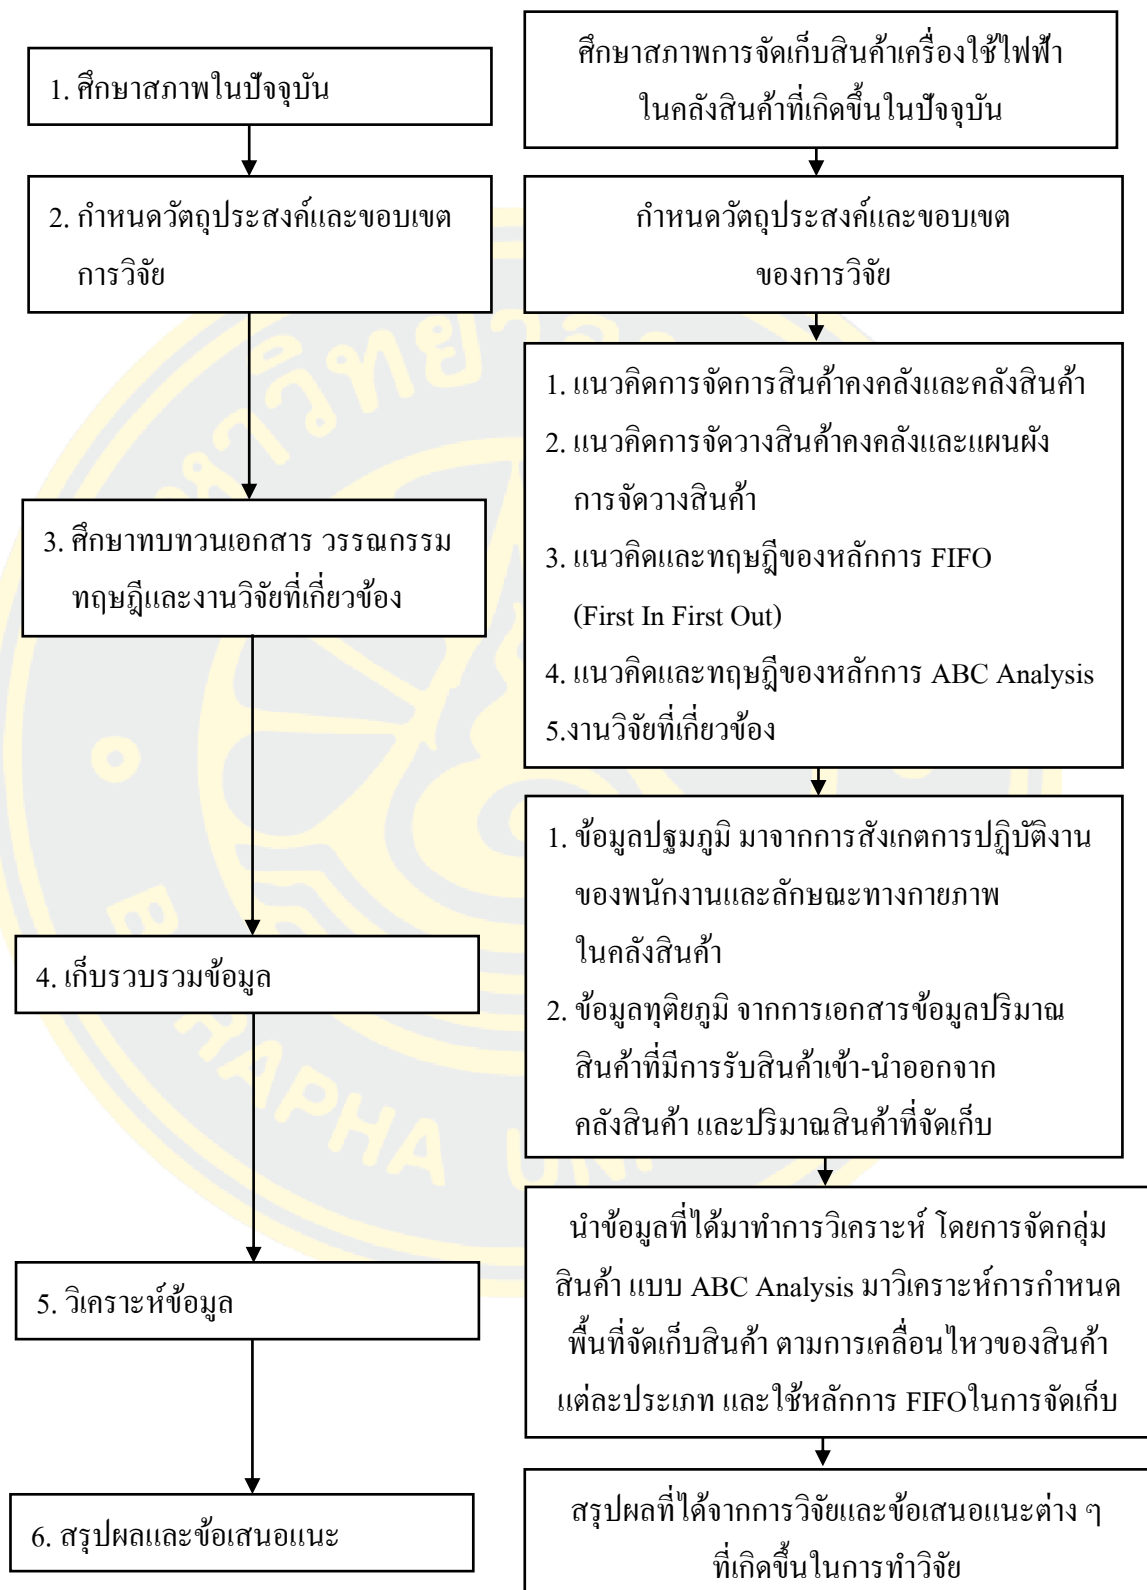 1. ศึกษาสภาพในปัจจุบัน
ศึกษาสภาพการจัดเก็บสินค้าเครื่องใช้ไฟฟ้า
ในคลังสินค้าที่เกิดขึ้นในปัจจุบัน
2. กำหนดวัตถุประสงค์และขอบเขต
การวิจัย
กำหนดวัตถุประสงค์และขอบเขต
ของการวิจัย
3. ศึกษาทบทวนเอกสาร วรรณกรรม
ทฤษฎีและงานวิจัยที่เกี่ยวข้อง
1. แนวคิดการจัดการสินค้าคงคลังและคลังสินค้า
2. แนวคิดการจัดวางสินค้าคงคลังและแผนผัง
การจัดวางสินค้า
3. แนวคิดและทฤษฎีของหลักการ FIFO
(First In First Out)
4. แนวคิดและทฤษฎีของหลักการ ABC Analysis
5.งานวิจัยที่เกี่ยวข้อง
4. เก็บรวบรวมข้อมูล
1. ข้อมูลปฐมภูมิ มาจากการสังเกตการปฏิบัติงาน
ของพนักงานและลักษณะทางกายภาพ
ในคลังสินค้า
2. ข้อมูลทุติยภูมิ จากการเอกสารข้อมูลปริมาณ
สินค้าที่มีการรับสินค้าเข้า-นำออกจาก
คลังสินค้า และปริมาณสินค้าที่จัดเก็บ
5. วิเคราะห์ข้อมูล
นำข้อมูลที่ได้มาทำการวิเคราะห์ โดยการจัดกลุ่ม
สินค้า แบบ ABC Analysis มาวิเคราะห์การกำหนด
พื้นที่จัดเก็บสินค้า ตามการเคลื่อนไหวของสินค้า
แต่ละประเภท และใช้หลักการ FIFOในการจัดเก็บ
6. สรุปผลและข้อเสนอแนะ
สรุปผลที่ได้จากการวิจัยและข้อเสนอแนะต่าง ๆ
ที่เกิดขึ้นในการทำวิจัย